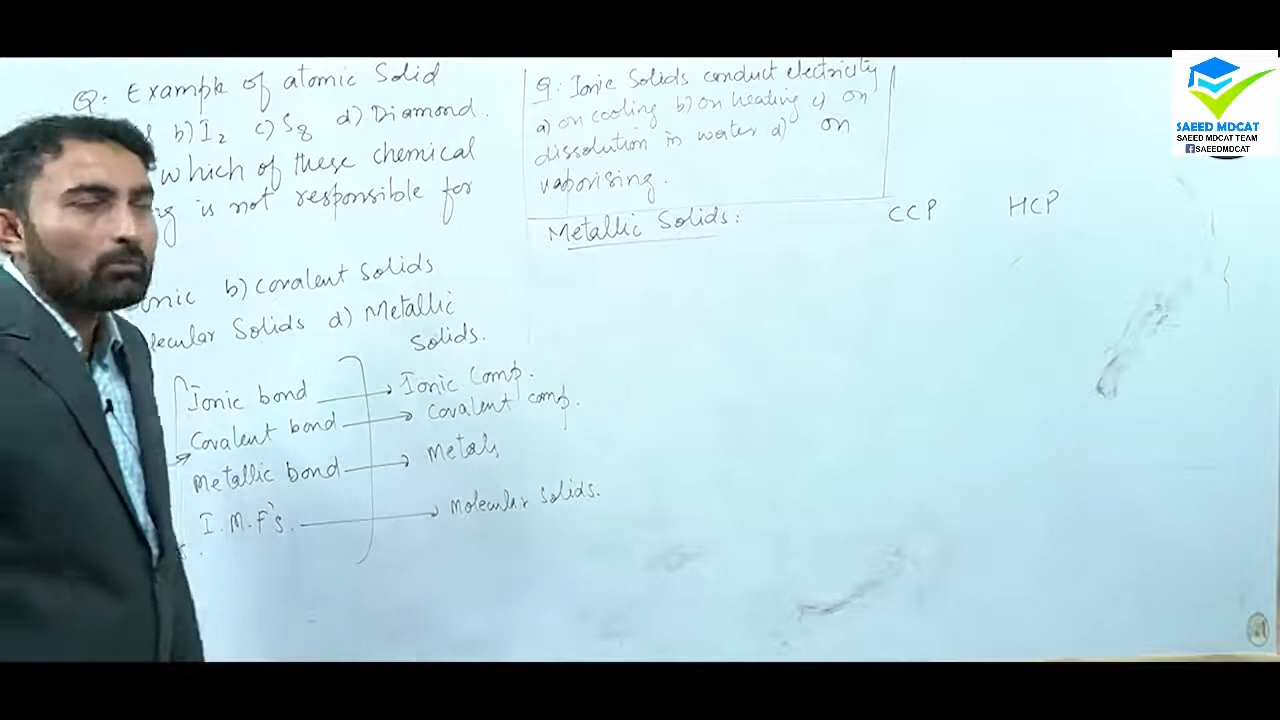 Q: Example of atomic Solid
b) I2 c) S8 d) Diamond.
which of these chemical
is not responsible for
b) covalent Solids
Solids d) Metallic
Solids.
Ionic bond → Ionic Comp.
Covalent bond → Covalent comp.
Metallic bond → Metals
I.M.F's. → Molecular Solids.
Q: Ionic Solids conduct electricity
a) on cooling b) on heating c) on
dissolution in water d) on
vaporising.
Metallic Solids:
CCP HCP
SAEED MDCAT
SAEED MDCAT TEAM
/SAEEDMDCAT